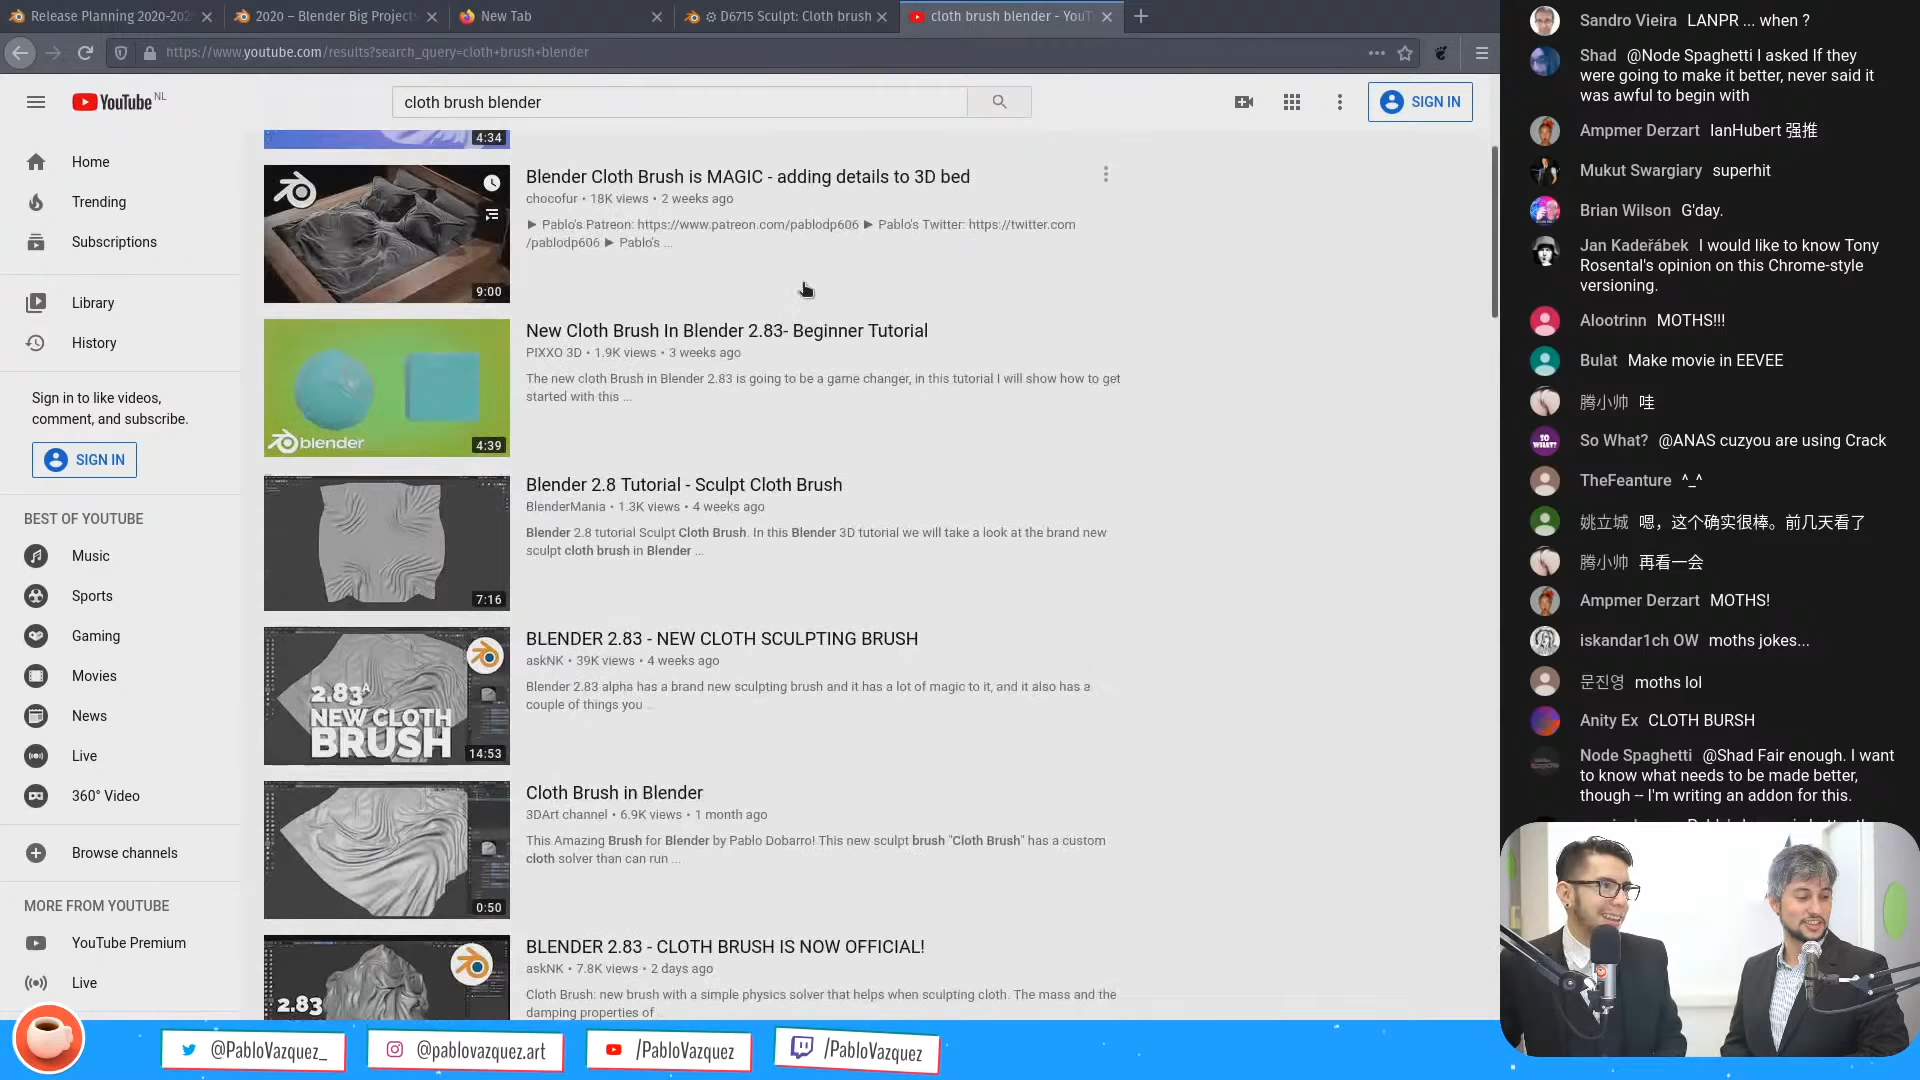 Release Planning 2020-202
2020 – Blender Big Project
New Tab
⚙ D6715 Sculpt: Cloth brush
cloth brush blender - YouT
https://www.youtube.com/results?search_query=cloth+brush+blender
YouTube NL
cloth brush blender
SIGN IN
Home
Trending
Subscriptions
Library
History
Sign in to like videos,
comment, and subscribe.
SIGN IN
BEST OF YOUTUBE
Music
Sports
Gaming
Movies
News
Live
360° Video
Browse channels
MORE FROM YOUTUBE
YouTube Premium
Live
4:34
9:00
Blender Cloth Brush is MAGIC - adding details to 3D bed
chocofur • 18K views • 2 weeks ago
► Pablo's Patreon: https://www.patreon.com/pablodp606 ► Pablo's Twitter: https://twitter.com
/pablodp606 ► Pablo's ...
blender
4:39
New Cloth Brush In Blender 2.83- Beginner Tutorial
PIXXO 3D • 1.9K views • 3 weeks ago
The new cloth Brush in Blender 2.83 is going to be a game changer, in this tutorial I will show how to get
started with this ...
7:16
Blender 2.8 Tutorial - Sculpt Cloth Brush
BlenderMania • 1.3K views • 4 weeks ago
Blender 2.8 tutorial Sculpt Cloth Brush. In this Blender 3D tutorial we will take a look at the brand new
sculpt cloth brush in Blender ...
2.83A
NEW CLOTH
BRUSH
14:53
BLENDER 2.83 - NEW CLOTH SCULPTING BRUSH
askNK • 39K views • 4 weeks ago
Blender 2.83 alpha has a brand new sculpting brush and it has a lot of magic to it, and it also has a
couple of things you ...
0:50
Cloth Brush in Blender
3DArt channel • 6.9K views • 1 month ago
This Amazing Brush for Blender by Pablo Dobarro! This new sculpt brush "Cloth Brush" has a custom
cloth solver than can run ...
2.83
BLENDER 2.83 - CLOTH BRUSH IS NOW OFFICIAL!
askNK • 7.8K views • 2 days ago
Cloth Brush: new brush with a simple physics solver that helps when sculpting cloth. The mass and the
damping properties of
Sandro Vieira LANPR ... when ?
Shad @Node Spaghetti I asked If they
were going to make it better, never said it
was awful to begin with
Ampmer Derzart IanHubert 强推
Mukut Swargiary superhit
Brian Wilson G'day.
Jan Kadeřábek I would like to know Tony
Rosental's opinion on this Chrome-style
versioning.
Alootrinn MOTHS!!!
Bulat Make movie in EEVEE
腾小帅 哇
So What? @ANAS cuzyou are using Crack
TheFeanture ^_^
姚立城 嗯，这个确实很棒。前几天看了
腾小帅 再看一会
Ampmer Derzart MOTHS!
iskandar1ch OW moths jokes...
문진영 moths lol
Anity Ex CLOTH BURSH
Node Spaghetti @Shad Fair enough. I want
to know what needs to be made better,
though -- I'm writing an addon for this.
@PabloVazquez_
@pablovazquez.art
/PabloVazquez
/PabloVazquez